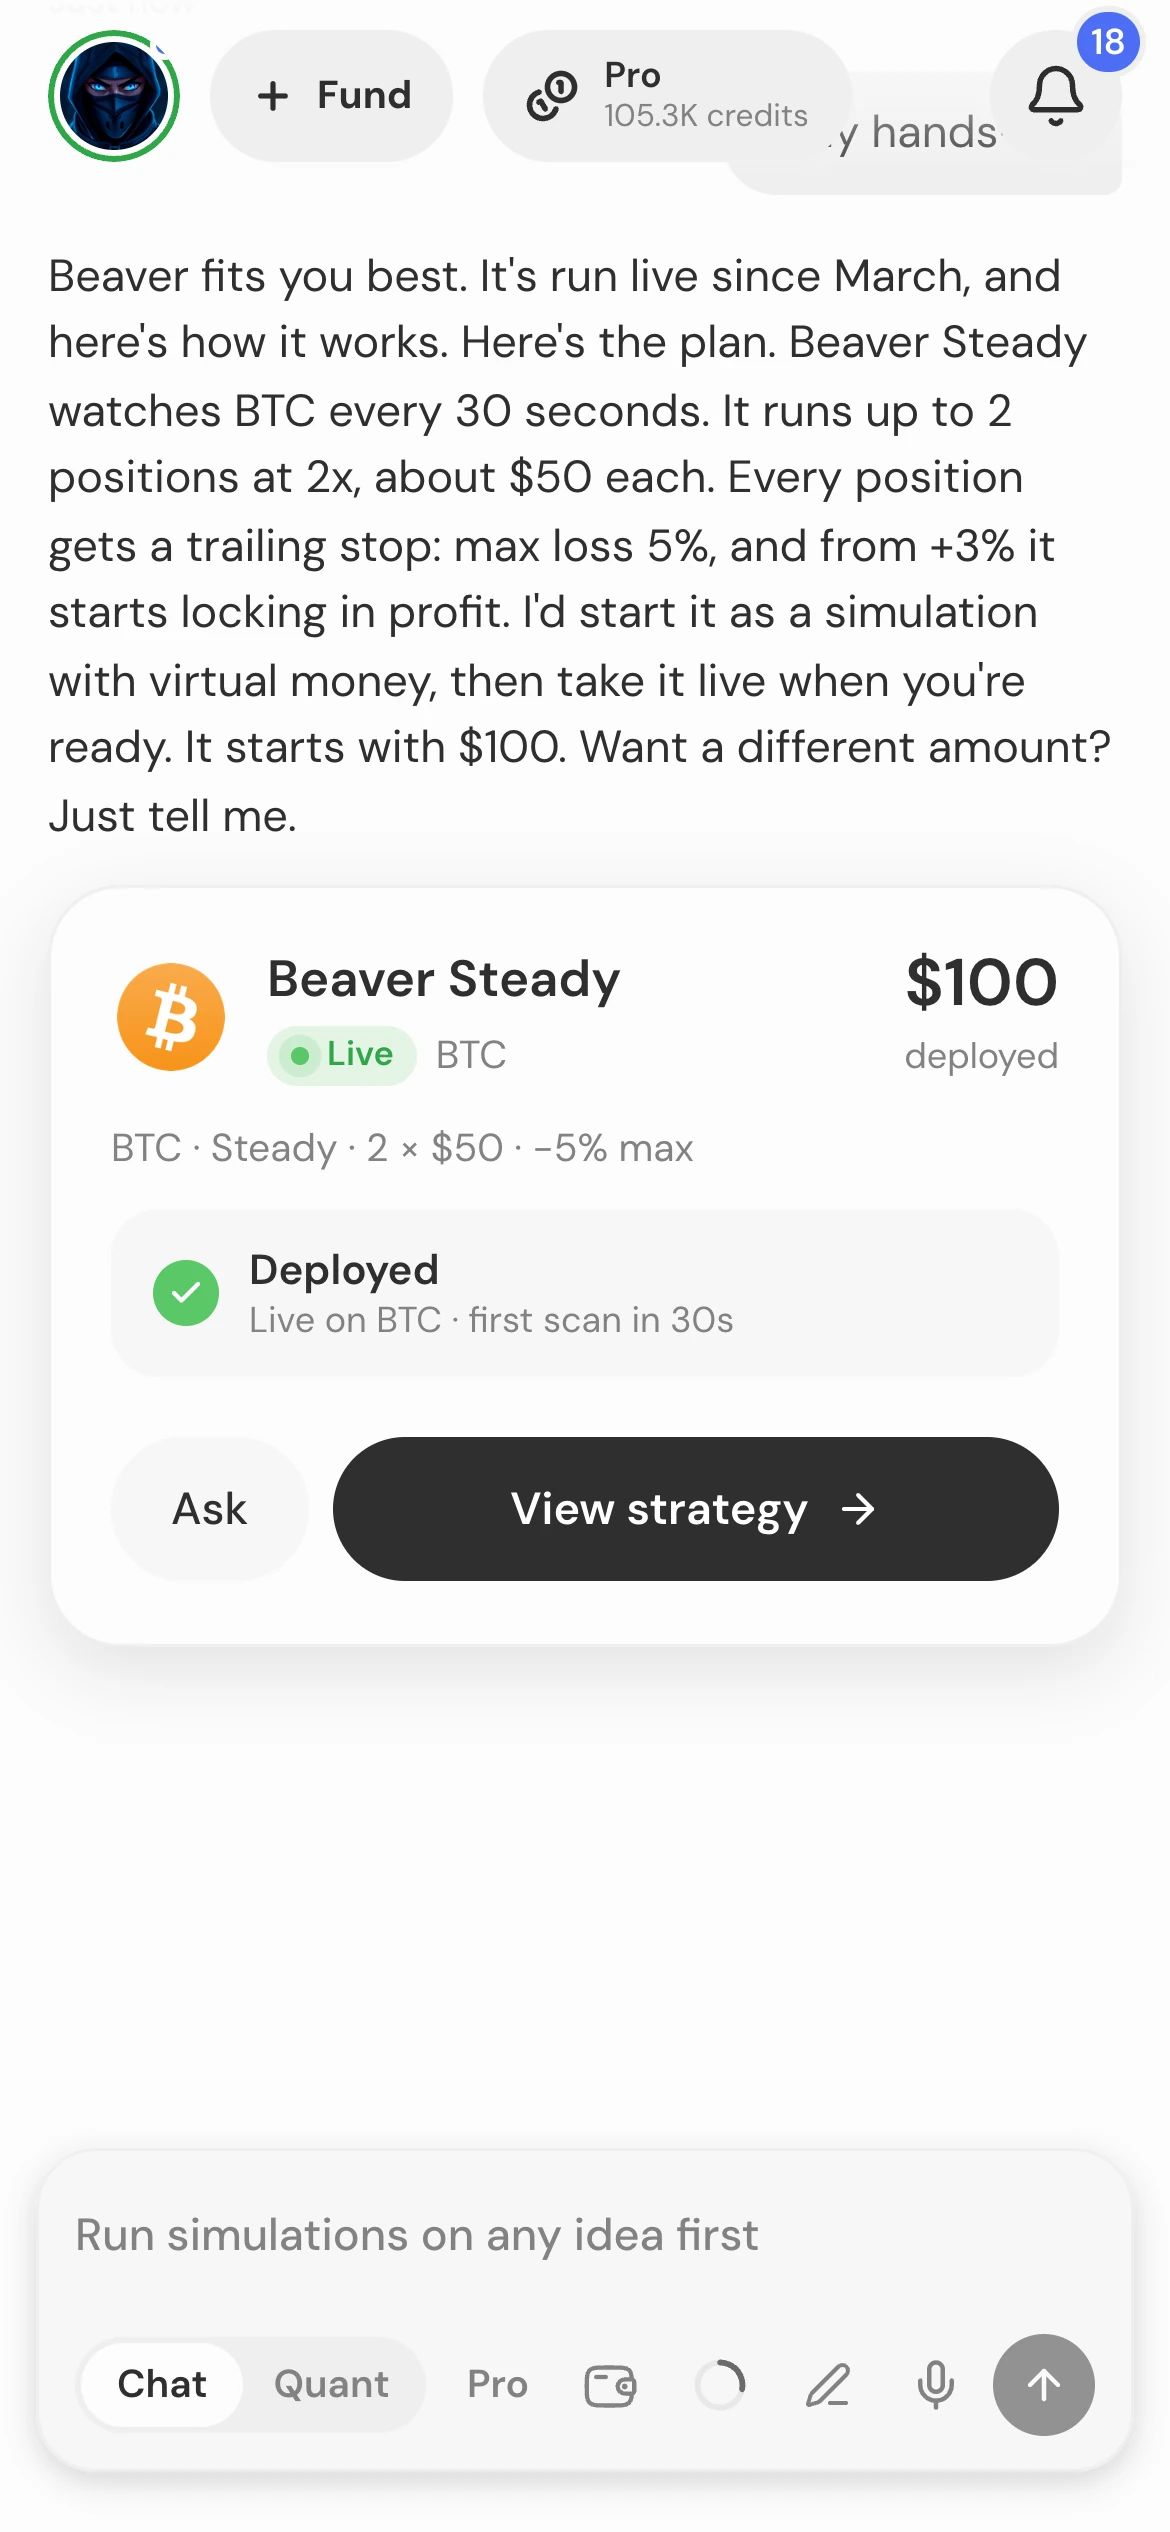 Fund
Pro
105.3K credits
y hands
18
Beaver fits you best. It's run live since March, and
here's how it works. Here's the plan. Beaver Steady
watches BTC every 30 seconds. It runs up to 2
positions at 2x, about $50 each. Every position
gets a trailing stop: max loss 5%, and from +3% it
starts locking in profit. I'd start it as a simulation
with virtual money, then take it live when you're
ready. It starts with $100. Want a different amount?
Just tell me.
Beaver Steady
$100
Live BTC
deployed
BTC · Steady · 2 × $50 · -5% max
Deployed
Live on BTC · first scan in 30s
Ask
View strategy →
Run simulations on any idea first
Chat Quant Pro